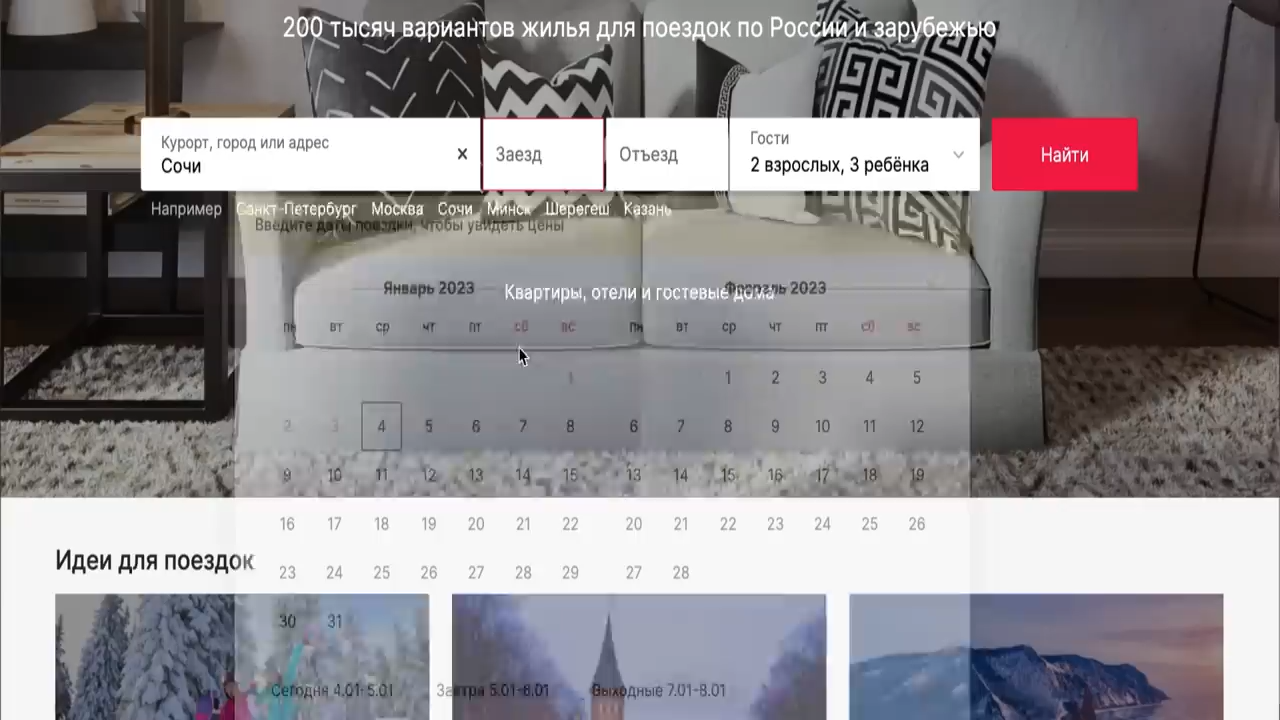 200 тысяч вариантов жилья для поездок по России и зарубежью
Курорт, город или адрес
Сочи
Заезд
Отъезд
Гости
2 взрослых, 3 ребёнка
Найти
Например Санкт-Петербург Москва Сочи Минск Шерегеш Казань
Введите даты поездки, чтобы увидеть цены
Январь 2023 Февраль 2023
Квартиры, отели и гостевые дома
пн вт ср чт пт сб вс пн вт ср чт пт сб вс
1 1 2 3 4 5
2 3 4 5 6 7 8 6 7 8 9 10 11 12
9 10 11 12 13 14 15 13 14 15 16 17 18 19
16 17 18 19 20 21 22 20 21 22 23 24 25 26
Идеи для поездок
23 24 25 26 27 28 29 27 28
30 31
Сегодня 4.01-5.01 Завтра 5.01-6.01 Выходные 7.01-8.01